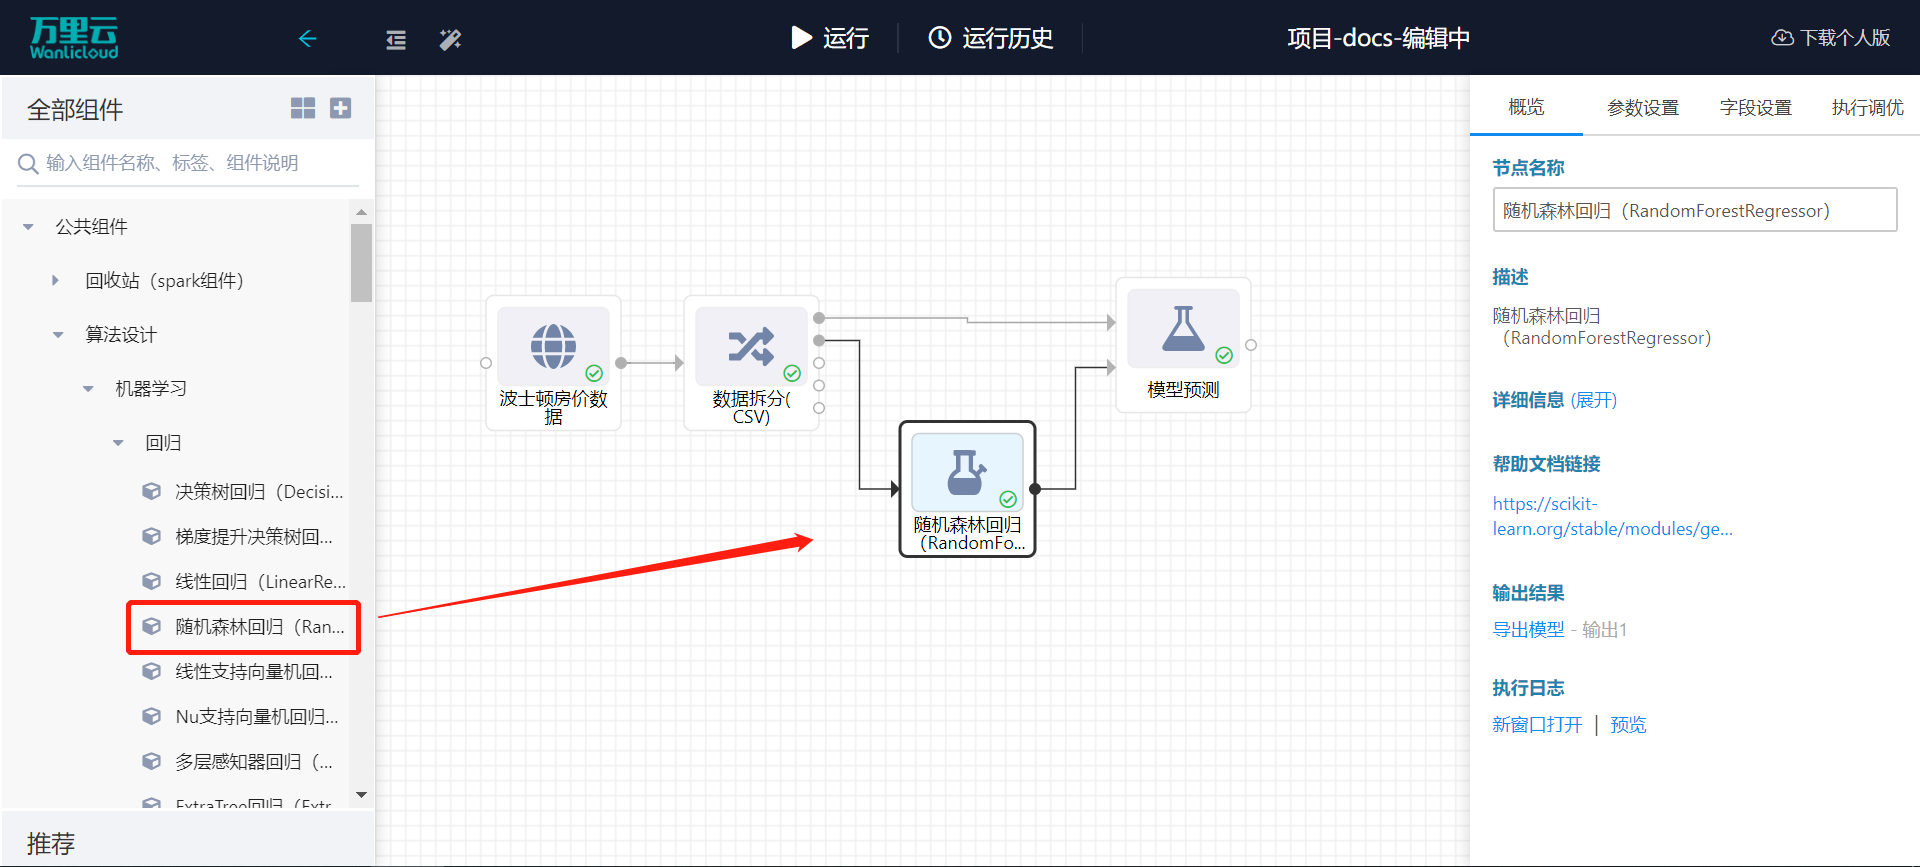 万里云
Wanlicloud
运行
运行历史
项目-docs-编辑中
下载个人版
全部组件
输入组件名称、标签、组件说明
公共组件
回收站（spark组件）
算法设计
机器学习
回归
决策树回归（Decisi...
梯度提升决策树回...
线性回归（LinearRe...
随机森林回归（Ran...
线性支持向量机回...
Nu支持向量机回归...
多层感知器回归（...
ExtraTree回归（Extr
推荐
波士顿房价数
据
数据拆分(
CSV)
随机森林回归
（RandomFo...
模型预测
概览
参数设置
字段设置
执行调优
节点名称
随机森林回归（RandomForestRegressor）
描述
随机森林回归
（RandomForestRegressor）
详细信息 (展开)
帮助文档链接
https://scikit-
learn.org/stable/modules/ge...
输出结果
导出模型 - 输出1
执行日志
新窗口打开 | 预览